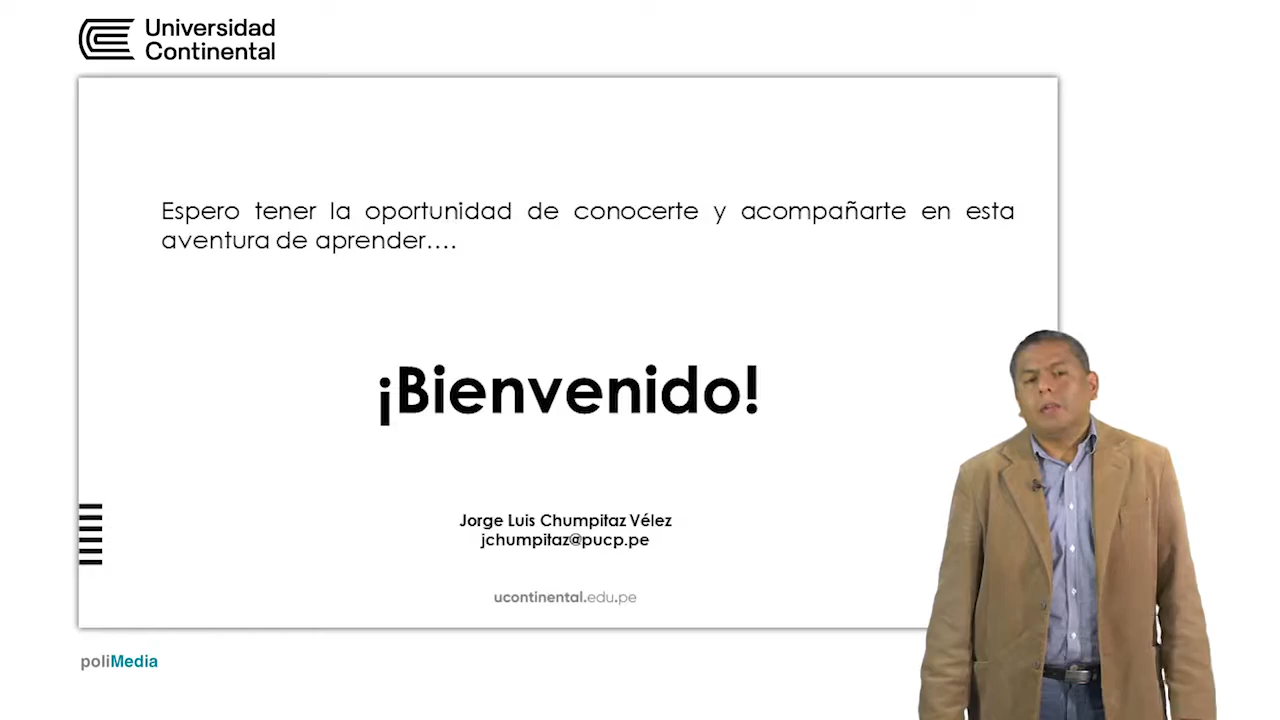 Universidad
Continental
Espero tener la oportunidad de conocerte y acompañarte en esta
aventura de aprender....
¡Bienvenido!
Jorge Luis Chumpitaz Vélez
jchumpitaz@pucp.pe
ucontinental.edu.pe
poliMedia